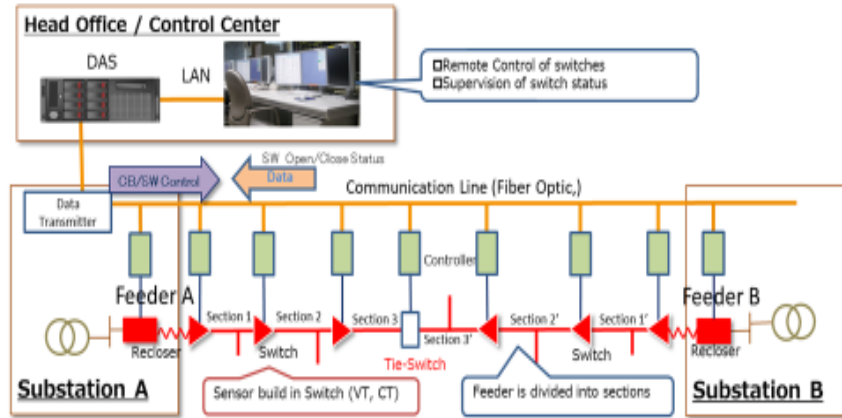 Head Office / Control Center
DAS
LAN
□Remote Control of switches
□Supervision of switch status
SW Open/Close Status
CB/SW Control
Data
Communication Line (Fiber Optic,)
Data
Transmitter
Controller
Feeder A
Feeder B
Section 1
Section 2
Section 3
Section 3'
Section 2'
Section 1'
Recloser
Switch
Tie-Switch
Switch
Recloser
Substation A
Sensor build in Switch (VT, CT)
Feeder is divided into sections
Substation B